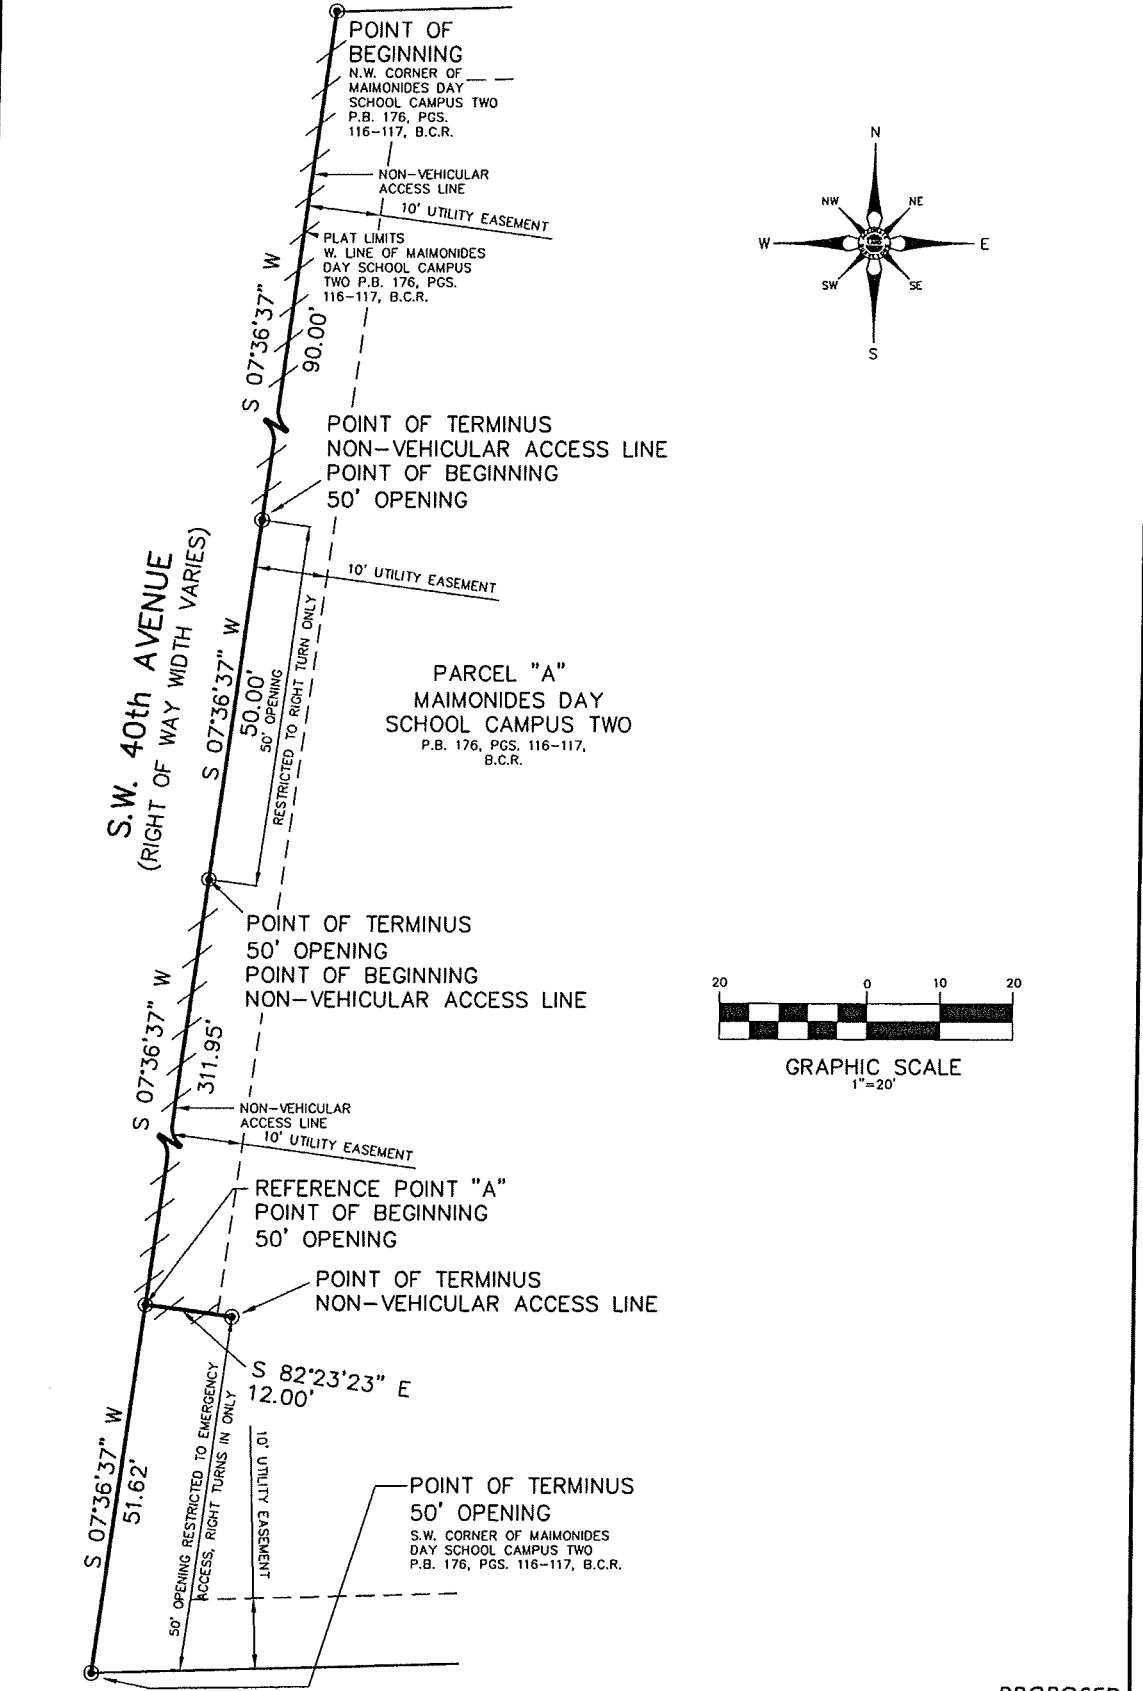 POINT OF
BEGINNING
N.W. CORNER OF
MAIMONIDES DAY
SCHOOL CAMPUS TWO
P.B. 176, PGS.
116-117, B.C.R.
NON-VEHICULAR
ACCESS LINE
10' UTILITY EASEMENT
PLAT LIMITS
W. LINE OF MAIMONIDES
DAY SCHOOL CAMPUS
TWO P.B. 176, PGS.
116-117, B.C.R.
S 07°36'37" W
90.00'
N
NE
E
SE
S
SW
W
NW
POINT OF TERMINUS
NON-VEHICULAR ACCESS LINE
POINT OF BEGINNING
50' OPENING
10' UTILITY EASEMENT
S.W. 40th AVENUE
(RIGHT OF WAY WIDTH VARIES)
S 07°36'37" W
50.00'
50' OPENING
RESTRICTED TO RIGHT TURN ONLY
PARCEL "A"
MAIMONIDES DAY
SCHOOL CAMPUS TWO
P.B. 176, PGS. 116-117,
B.C.R.
POINT OF TERMINUS
50' OPENING
POINT OF BEGINNING
NON-VEHICULAR ACCESS LINE
20 0 10 20
GRAPHIC SCALE
1"=20'
S 07°36'37" W
311.95'
NON-VEHICULAR
ACCESS LINE
10' UTILITY EASEMENT
REFERENCE POINT "A"
POINT OF BEGINNING
50' OPENING
POINT OF TERMINUS
NON-VEHICULAR ACCESS LINE
S 82°23'23" E
12.00'
S 07°36'37" W
51.62'
50' OPENING RESTRICTED TO EMERGENCY
ACCESS, RIGHT TURNS IN ONLY
10' UTILITY EASEMENT
POINT OF TERMINUS
50' OPENING
S.W. CORNER OF MAIMONIDES
DAY SCHOOL CAMPUS TWO
P.B. 176, PGS. 116-117, B.C.R.
PROPOSED